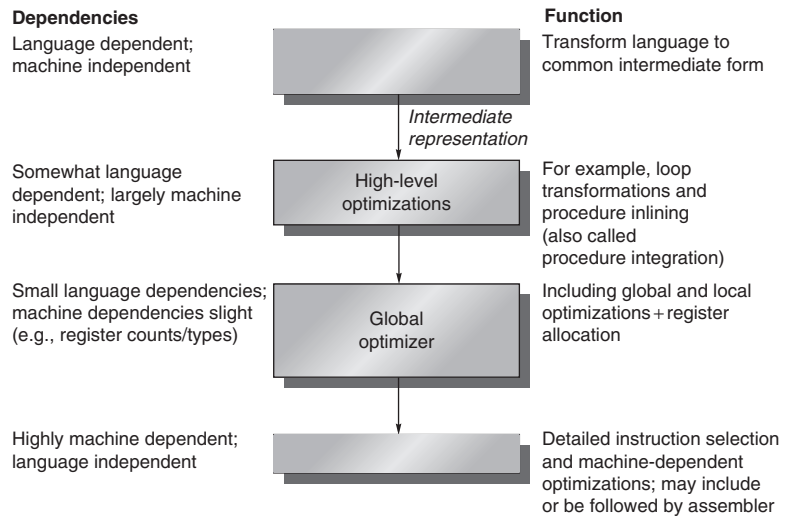 Dependencies
Function
Language dependent;
machine independent
Transform language to
common intermediate form
Intermediate
representation
Somewhat language
dependent; largely machine
independent
High-level
optimizations
For example, loop
transformations and
procedure inlining
(also called
procedure integration)
Small language dependencies;
machine dependencies slight
(e.g., register counts/types)
Global
optimizer
Including global and local
optimizations+register
allocation
Highly machine dependent;
language independent
Detailed instruction selection
and machine-dependent
optimizations; may include
or be followed by assembler